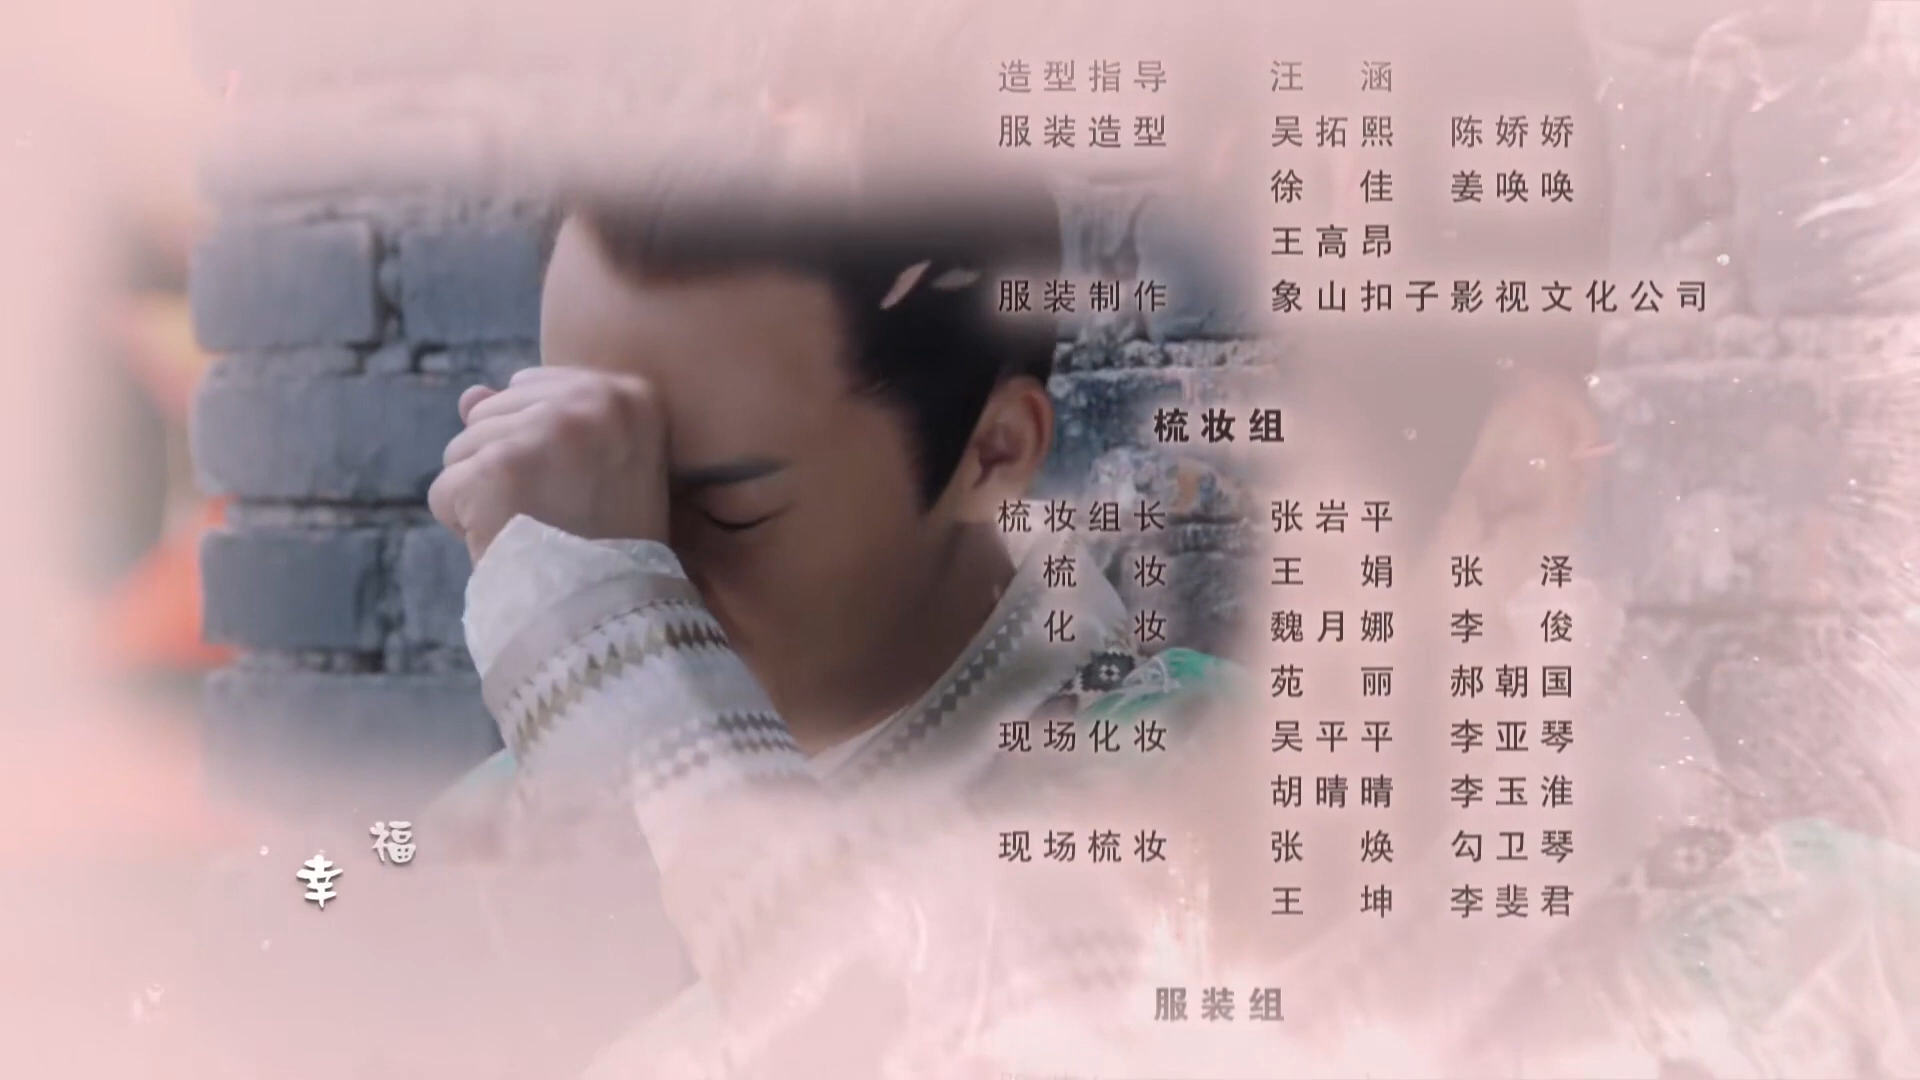 造型指导 汪涵
服装造型 吴拓熙 陈娇娇
徐佳 姜唤唤
王高昂
服装制作 象山扣子影视文化公司
梳妆组
梳妆组长 张岩平
梳妆 王娟 张泽
化妆 魏月娜 李俊
苑丽 郝朝国
现场化妆 吴平平 李亚琴
胡晴晴 李玉淮
现场梳妆 张焕 勾卫琴
王坤 李斐君
服装组
幸福